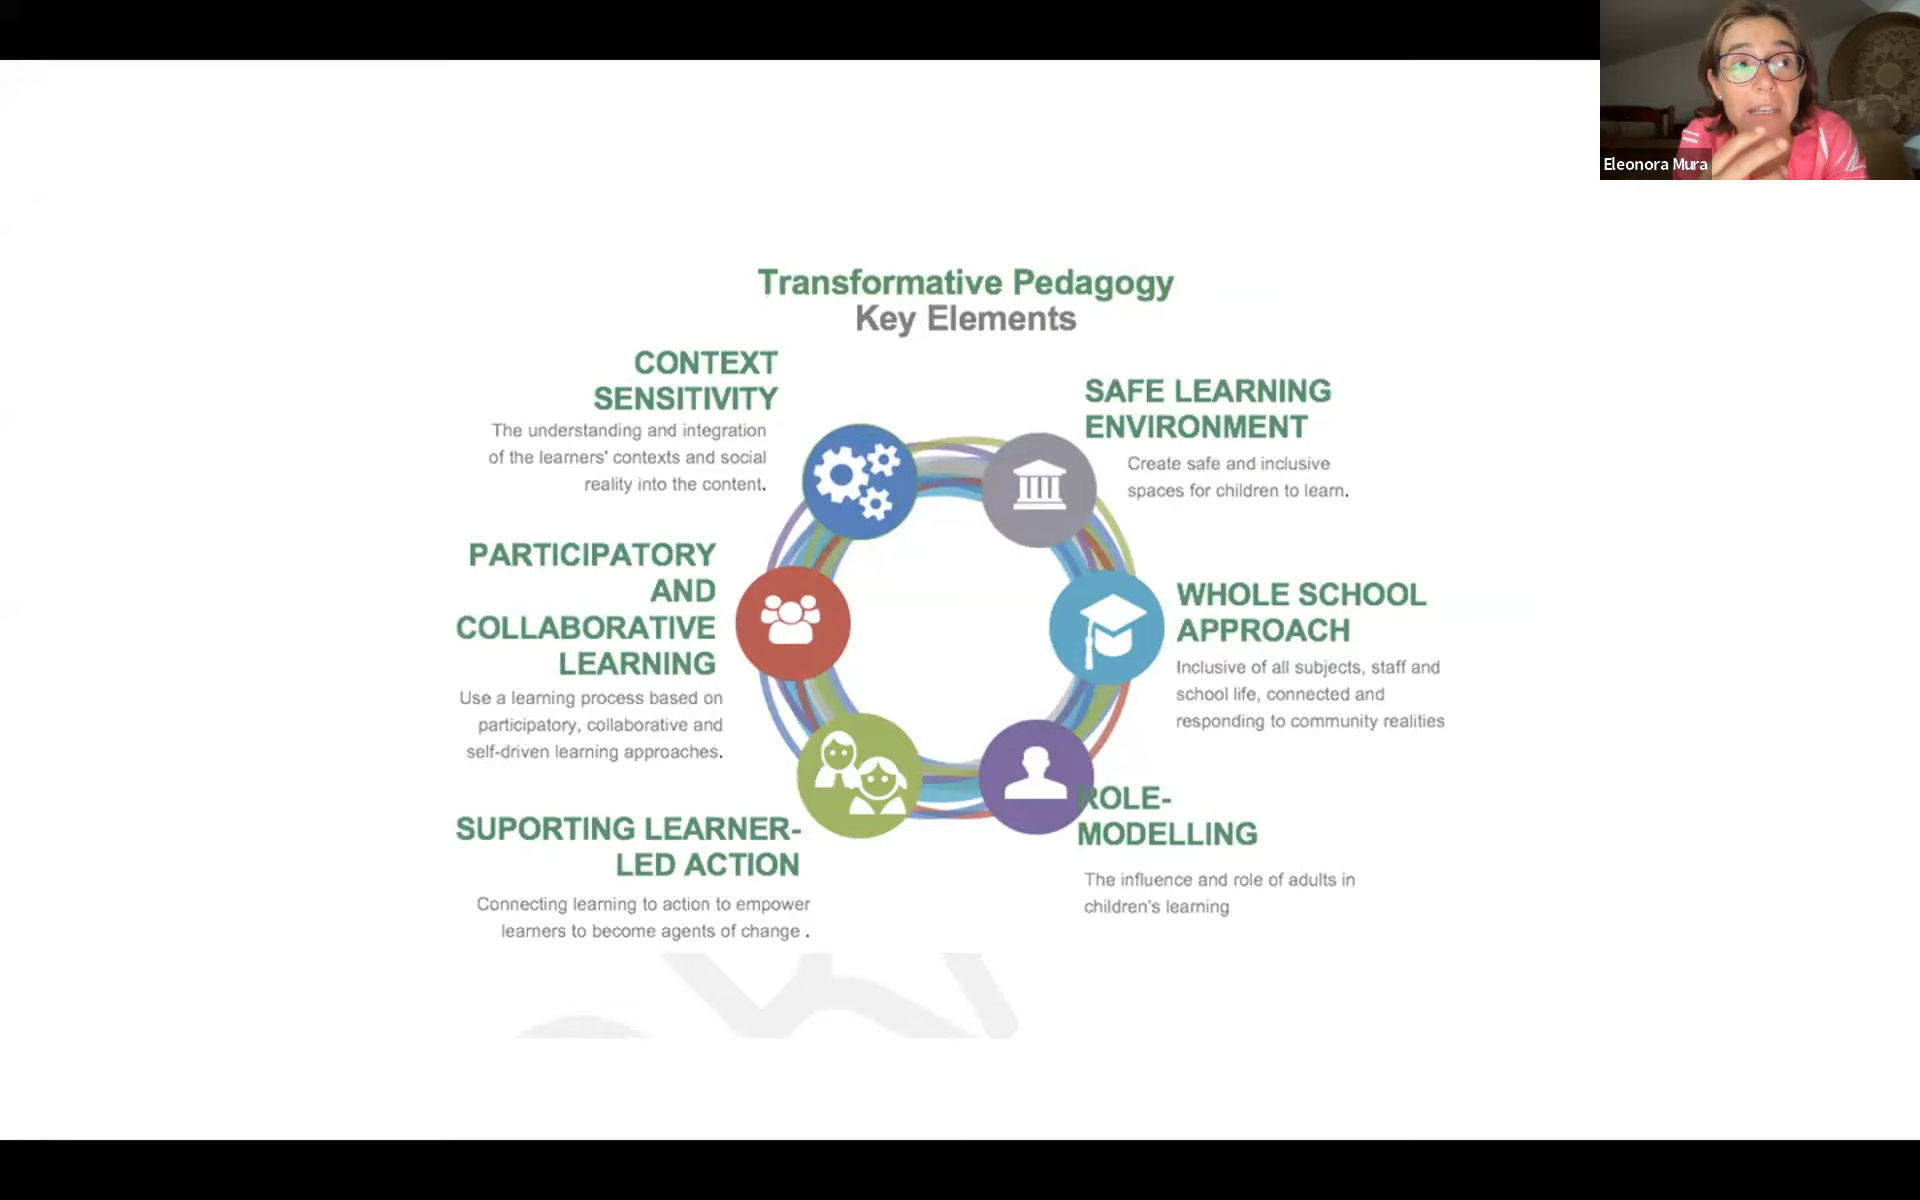 Eleonora Mura
Transformative Pedagogy
Key Elements
CONTEXT
SENSITIVITY
The understanding and integration
of the learners' contexts and social
reality into the content.
SAFE LEARNING
ENVIRONMENT
Create safe and inclusive
spaces for children to learn.
PARTICIPATORY
AND
COLLABORATIVE
LEARNING
Use a learning process based on
participatory, collaborative and
self-driven learning approaches.
WHOLE SCHOOL
APPROACH
Inclusive of all subjects, staff and
school life, connected and
responding to community realities
SUPORTING LEARNER-
LED ACTION
Connecting learning to action to empower
learners to become agents of change .
ROLE-
MODELLING
The influence and role of adults in
children's learning